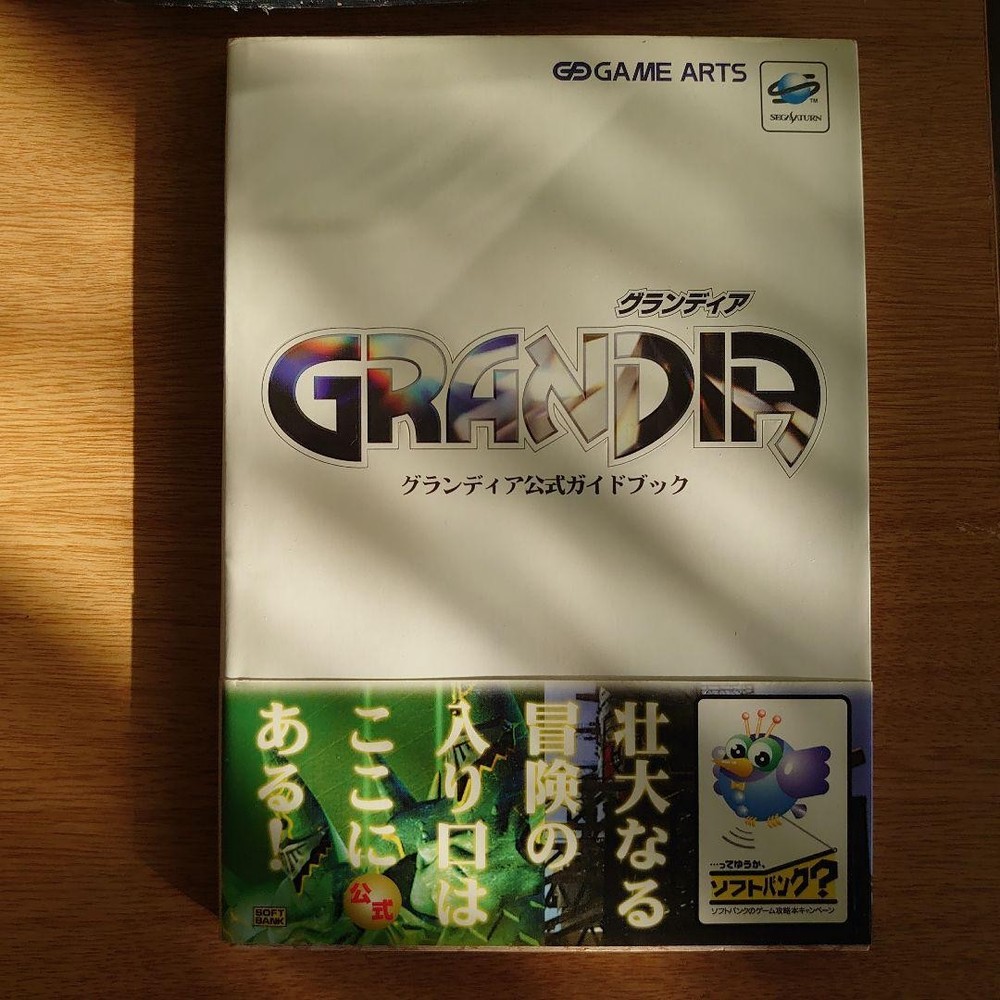 GAME ARTS
TM
SEGA SATURN
グランディア
GRANDIA
グランディア公式ガイドブック
壮大なる
冒険の
入り口は
ここに
ある!
公式
SOFT
BANK
…ってゆうか、
ソフトバンク?
ソフトバンクのゲーム攻略本キャンペーン